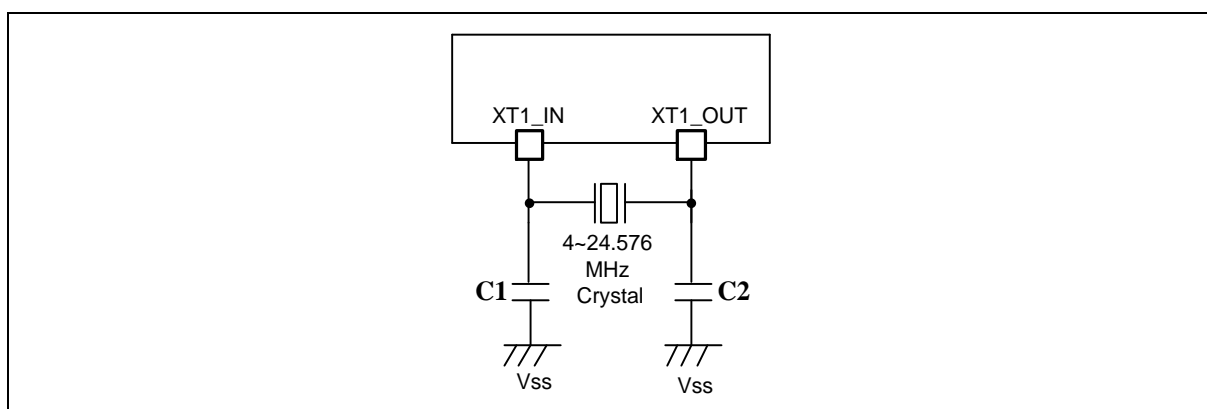 XT1_IN XT1_OUT
4~24.576
MHz
Crystal
C1 C2
Vss Vss